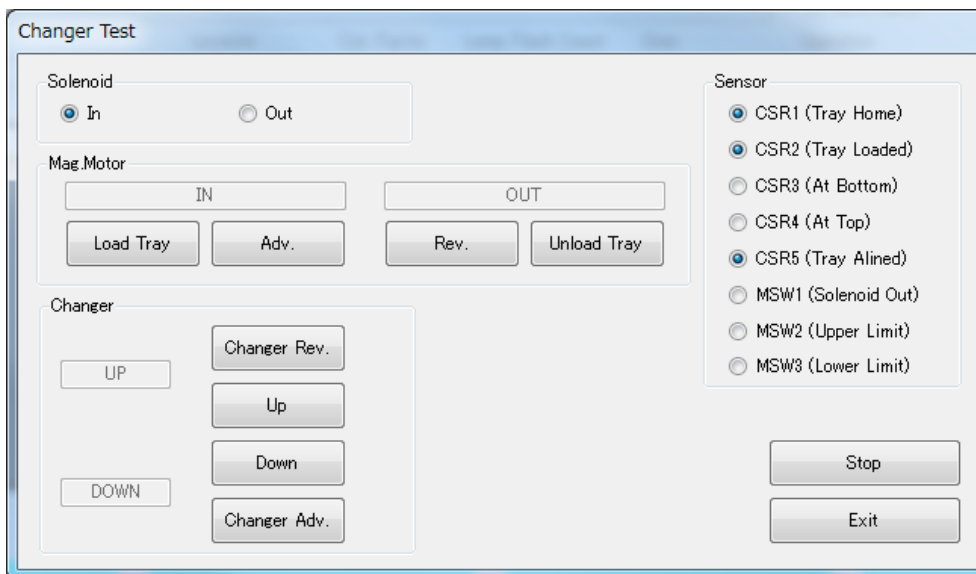 Changer Test
Solenoid
In
Out
Mag.Motor
IN
OUT
Load Tray
Adv.
Rev.
Unload Tray
Changer
UP
DOWN
Changer Rev.
Up
Down
Changer Adv.
Sensor
CSR1 (Tray Home)
CSR2 (Tray Loaded)
CSR3 (At Bottom)
CSR4 (At Top)
CSR5 (Tray Alined)
MSW1 (Solenoid Out)
MSW2 (Upper Limit)
MSW3 (Lower Limit)
Stop
Exit